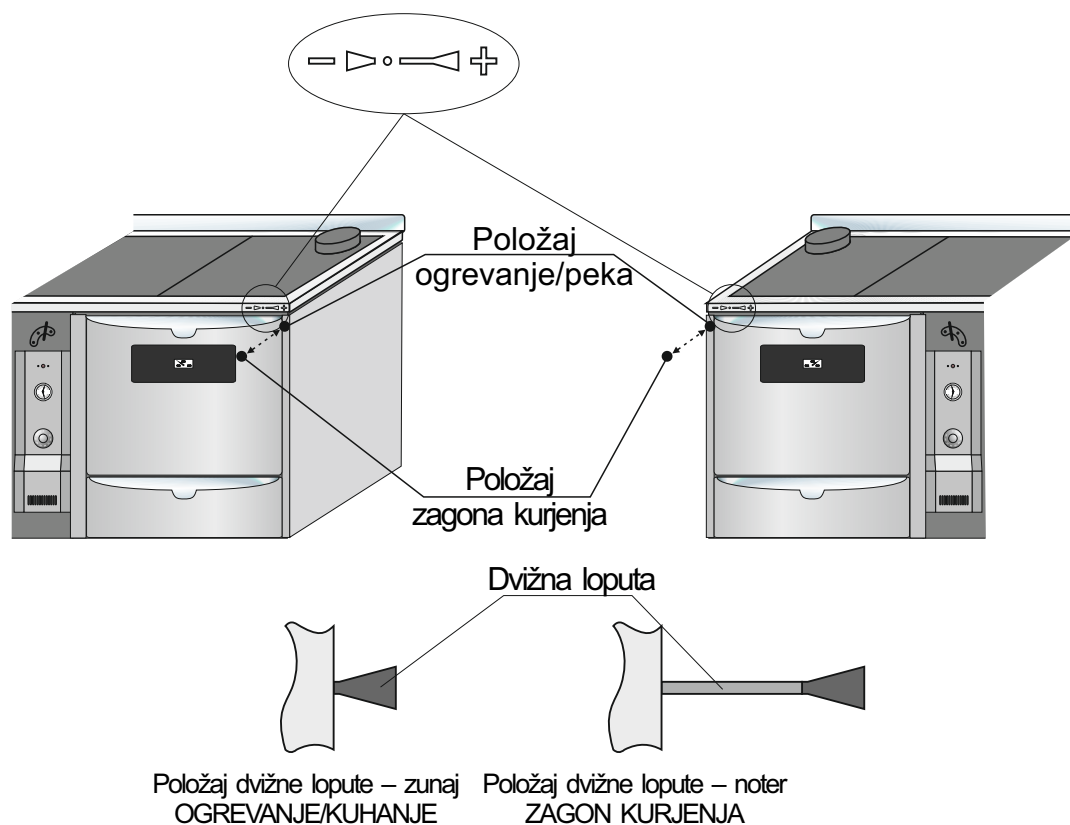 Položaj
ogrevanje/peka
Položaj
zagona kurjenja
Dvižna loputa
Položaj dvižne lopute – zunaj
OGREVANJE/KUHANJE
Položaj dvižne lopute – noter
ZAGON KURJENJA